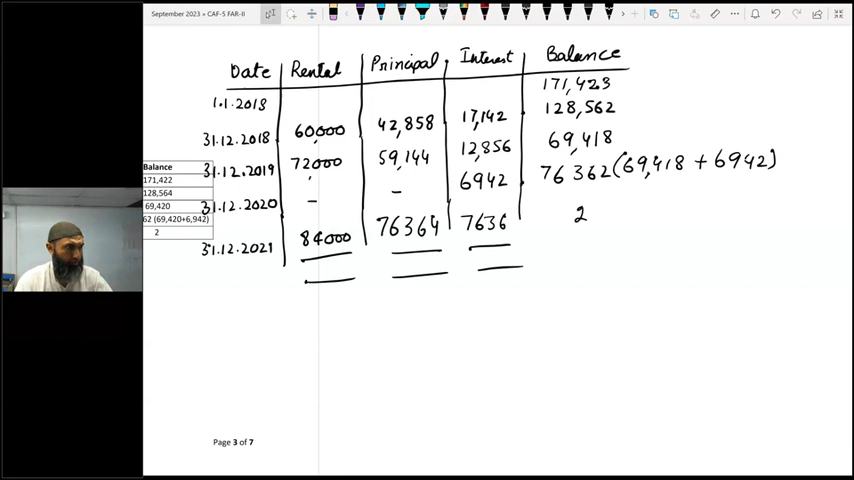 September 2023 » CAF-5 FAR-II
Date Rental Principal Interest Balance
1.1.2018 171,423
31.12.2018 60,000 42,858 17,142 128,562
31.12.2019 72000 59,144 12,856 69,418
31.12.2020 - - 6942 76362(69,418 + 6942)
31.12.2021 84000 76364 7636 2
Balance
171,422
128,564
69,420
62 (69,420+6,942)
2
Page 3 of 7